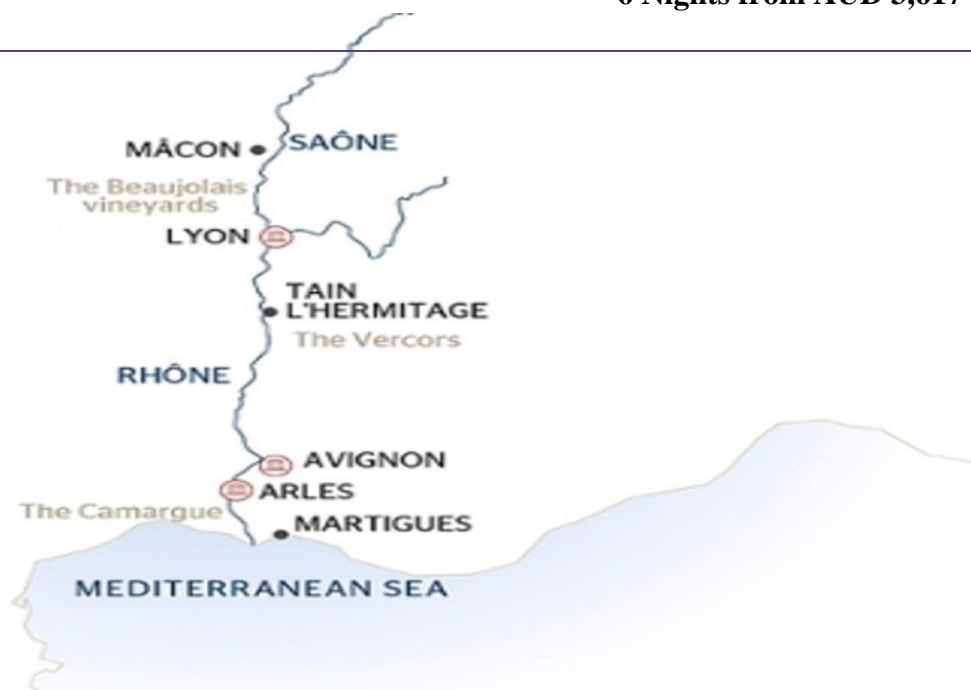 MÂCON
SAÔNE
The Beaujolais
vineyards
LYON
TAIN
L'HERMITAGE
The Vercors
RHÔNE
AVIGNON
ARLES
The Camargue
MARTIGUES
MEDITERRANEAN SEA